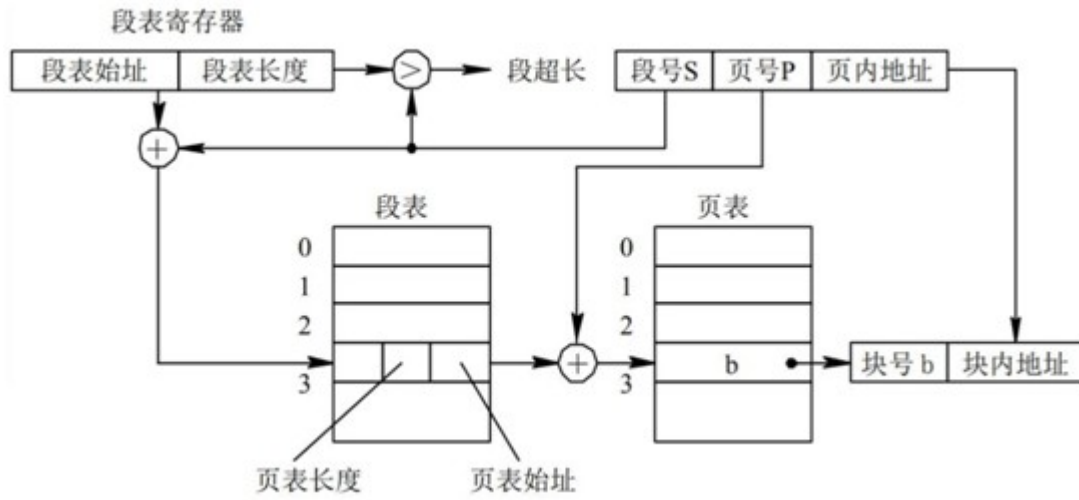 段表寄存器
段表始址 段表长度 > 段超长 段号S 页号P 页内地址
+
段表 页表
0 0
1 1
2 2
+
3 3 b 块号 b 块内地址
页表长度 页表始址